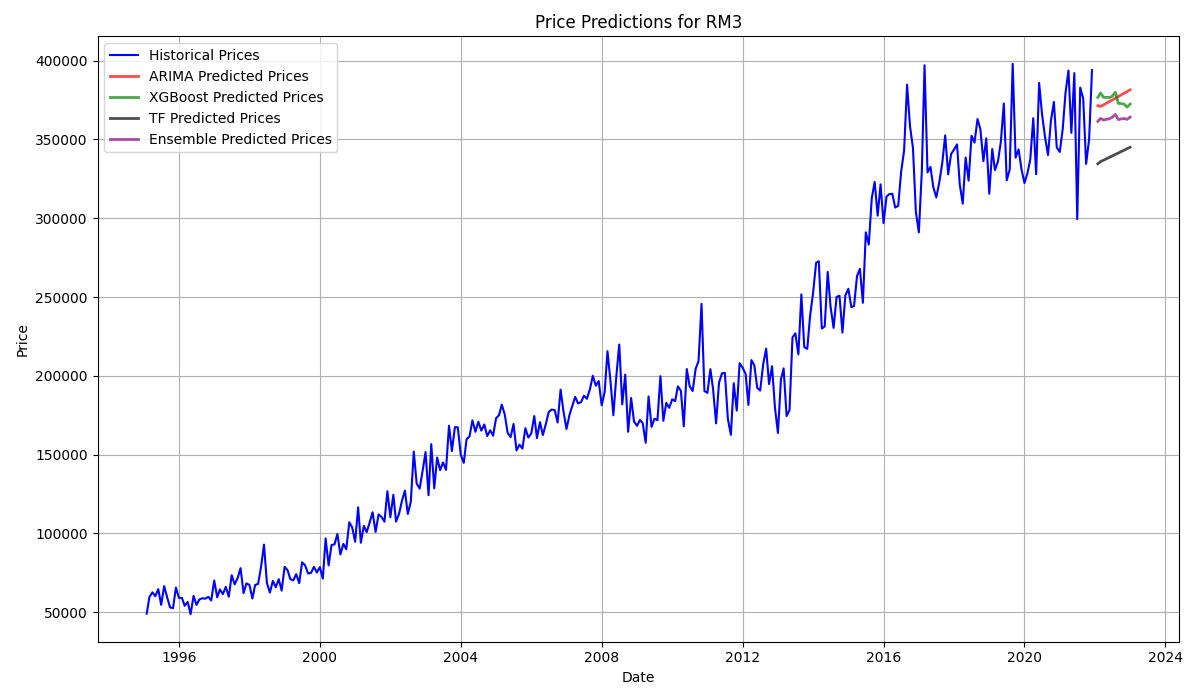 Price Predictions for RM3
Historical Prices
ARIMA Predicted Prices
XGBoost Predicted Prices
TF Predicted Prices
Ensemble Predicted Prices
400000
350000
300000
250000
200000
150000
100000
50000
Price
1996 2000 2004 2008 2012 2016 2020 2024
Date